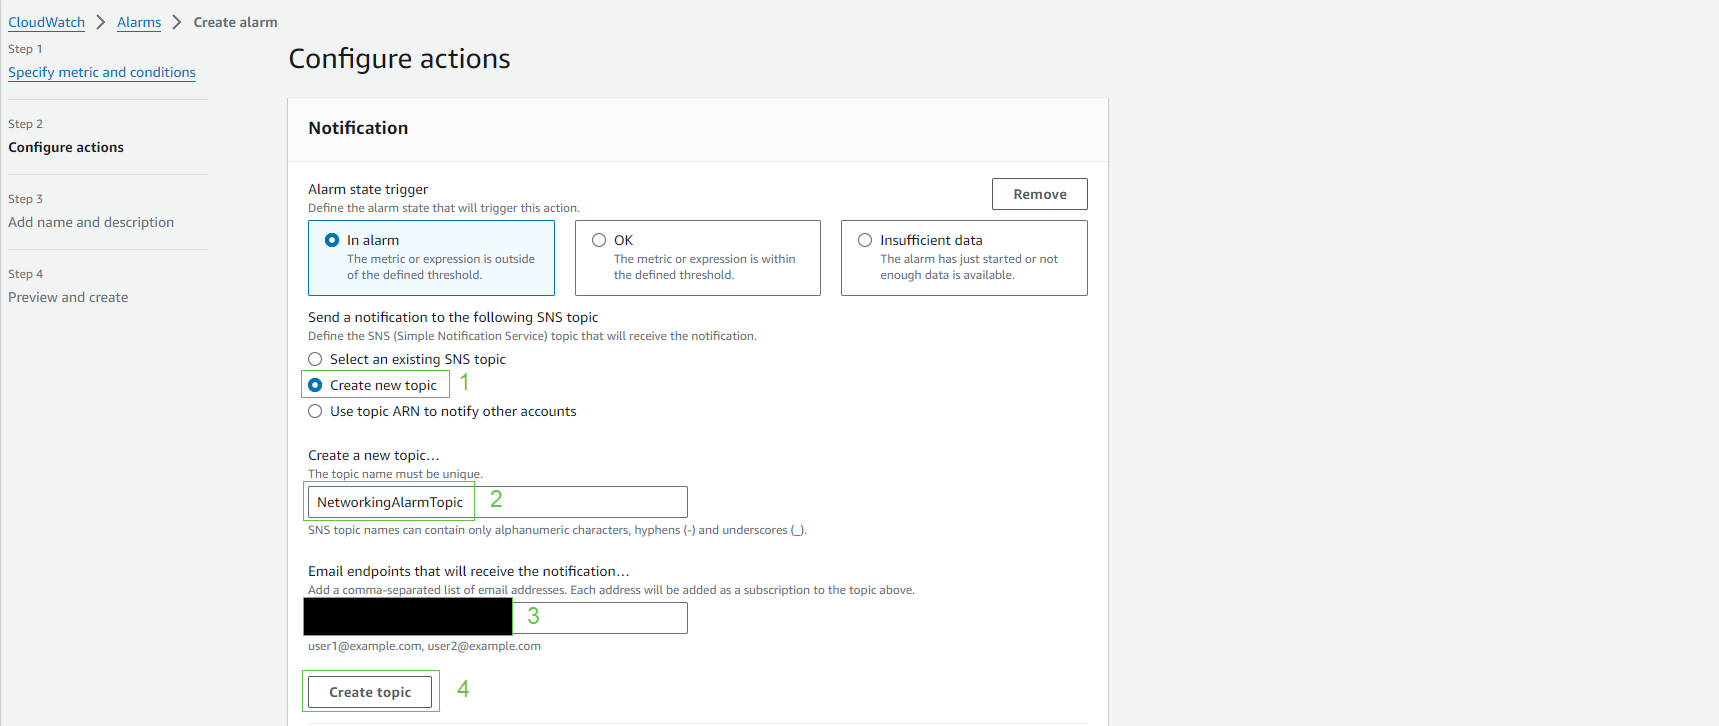 CloudWatch > Alarms > Create alarm
Step 1
Specify metric and conditions
Step 2
Configure actions
Step 3
Add name and description
Step 4
Preview and create
Configure actions
Notification
Alarm state trigger
Define the alarm state that will trigger this action.
Remove
In alarm
The metric or expression is outside
of the defined threshold.
OK
The metric or expression is within
the defined threshold.
Insufficient data
The alarm has just started or not
enough data is available.
Send a notification to the following SNS topic
Define the SNS (Simple Notification Service) topic that will receive the notification.
Select an existing SNS topic
Create new topic 1
Use topic ARN to notify other accounts
Create a new topic...
The topic name must be unique.
NetworkingAlarmTopic 2
SNS topic names can contain only alphanumeric characters, hyphens (-) and underscores (_).
Email endpoints that will receive the notification...
Add a comma-separated list of email addresses. Each address will be added as a subscription to the topic above.
3
user1@example.com, user2@example.com
Create topic 4